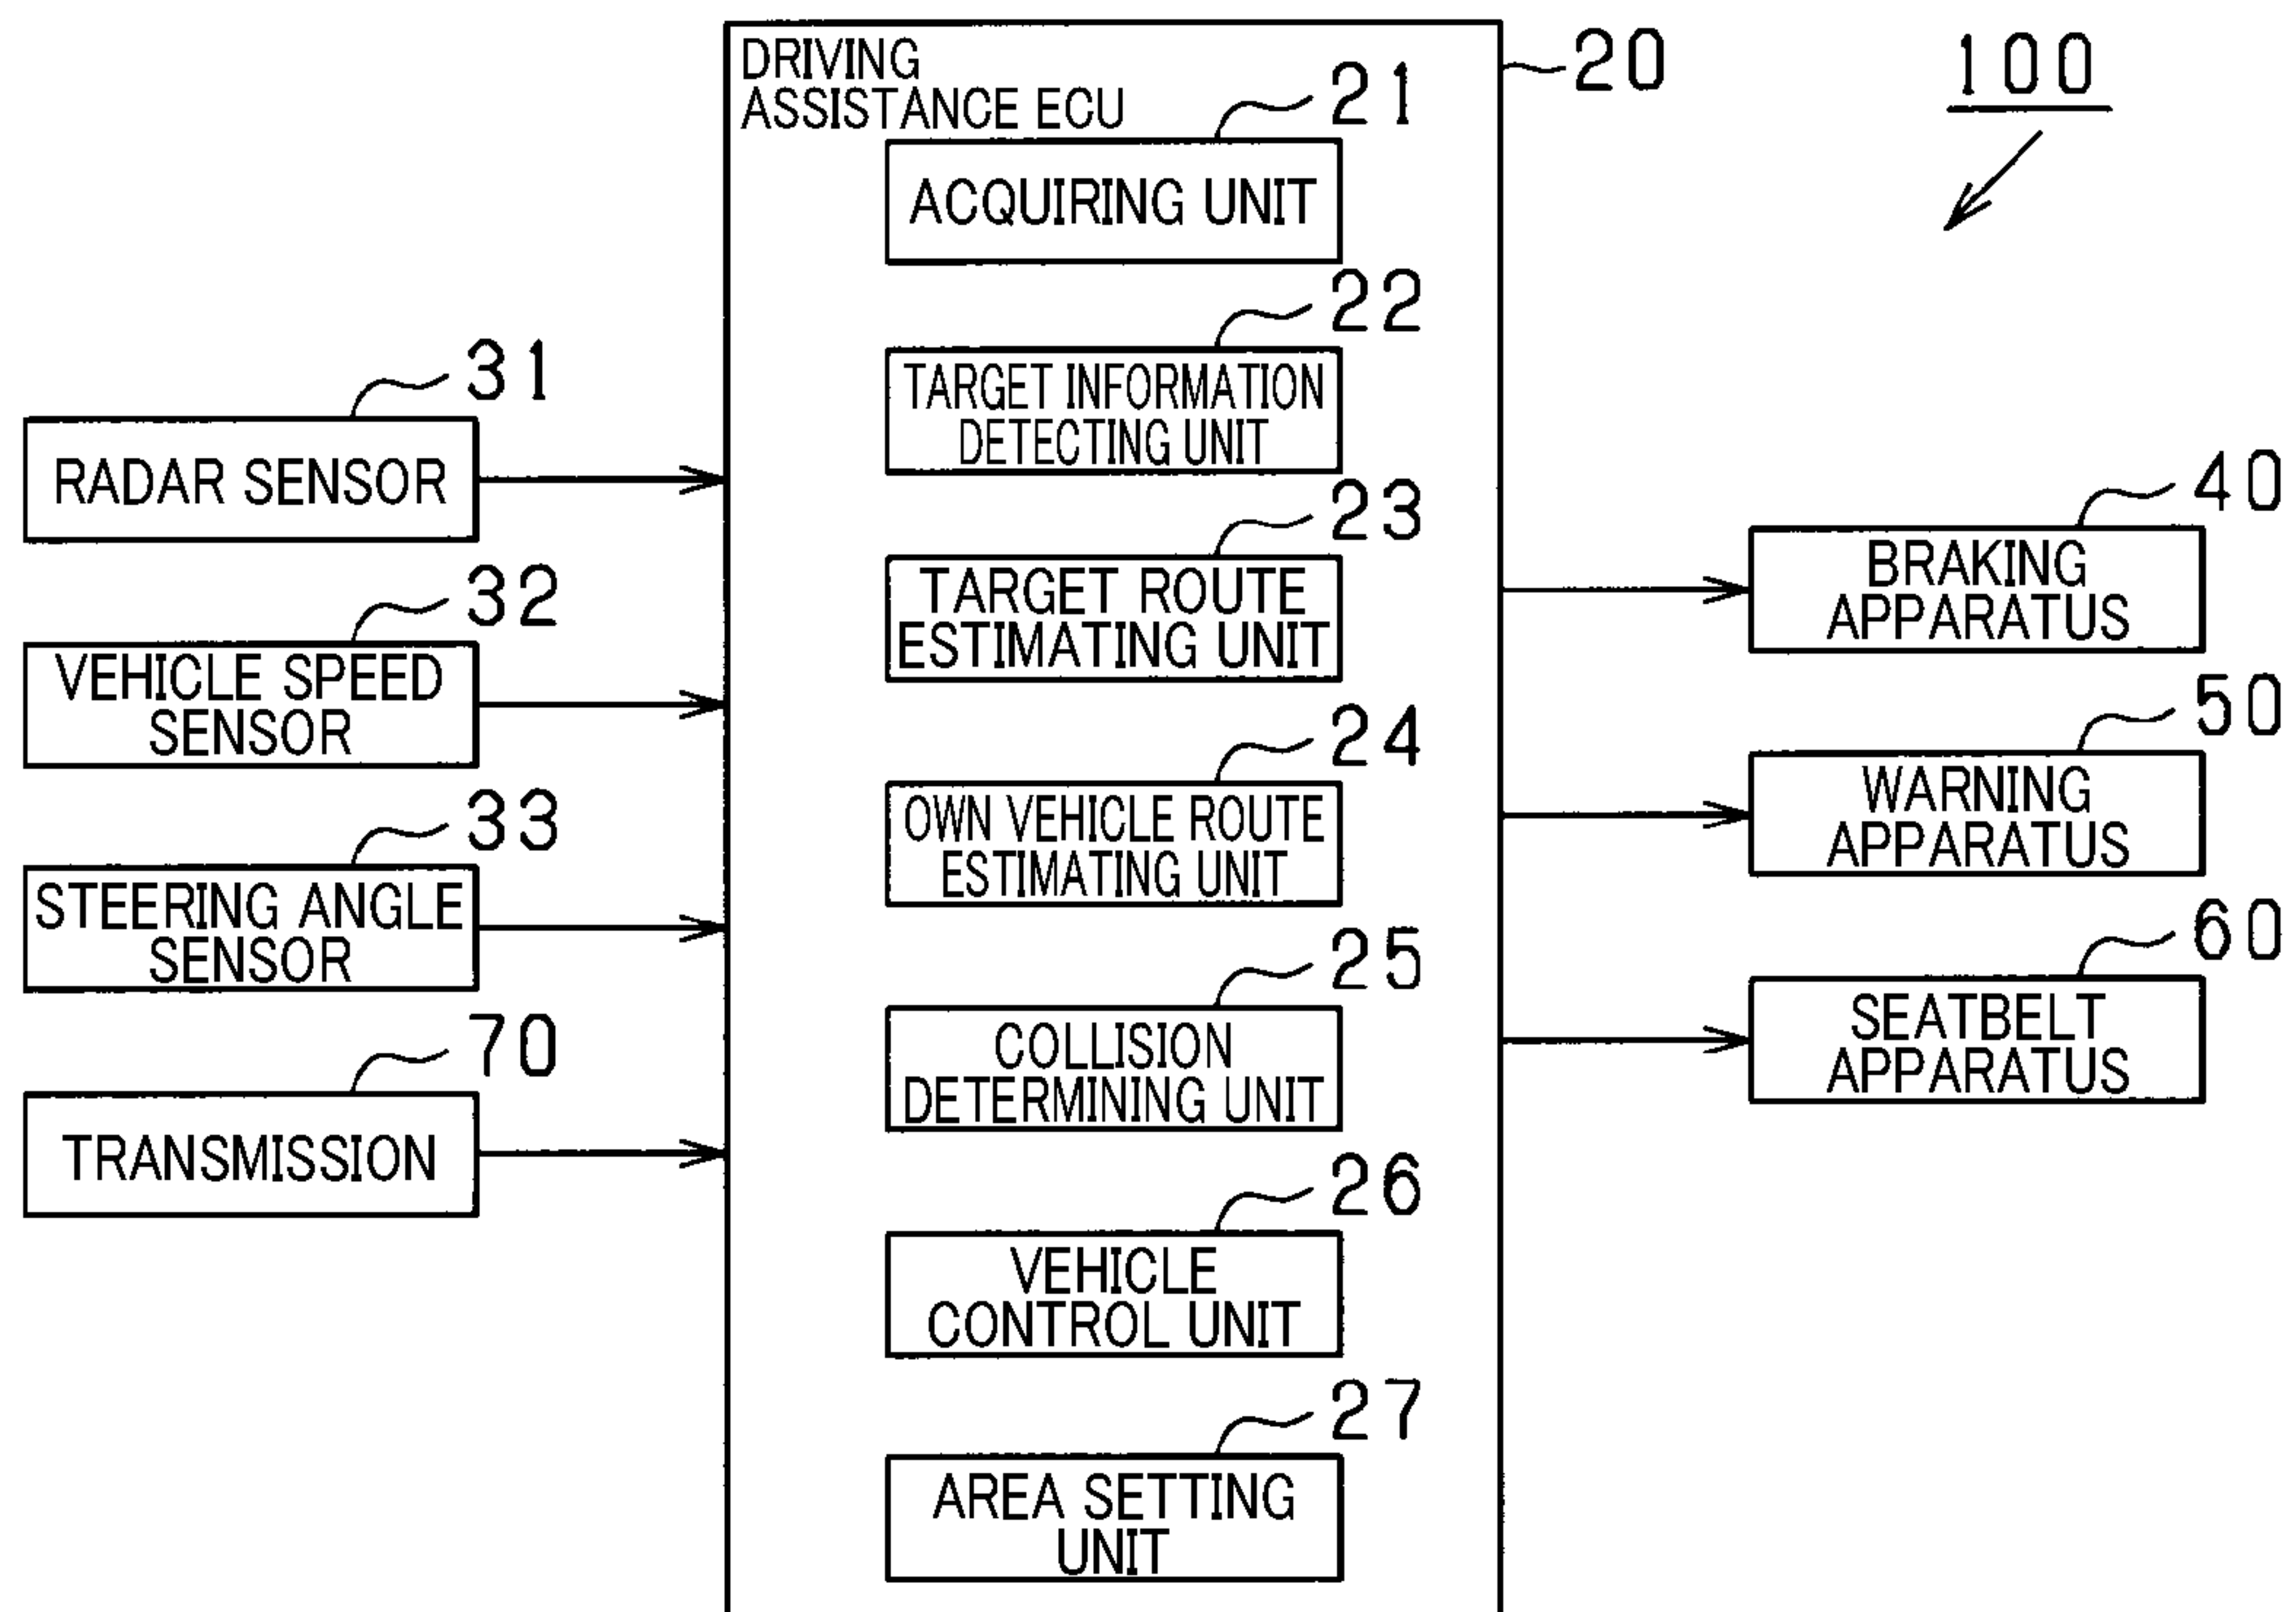 DRIVING
ASSISTANCE ECU
20
100
21
ACQUIRING UNIT
22
TARGET INFORMATION
DETECTING UNIT
23
TARGET ROUTE
ESTIMATING UNIT
24
OWN VEHICLE ROUTE
ESTIMATING UNIT
25
COLLISION
DETERMINING UNIT
26
VEHICLE
CONTROL UNIT
27
AREA SETTING
UNIT
31
RADAR SENSOR
32
VEHICLE SPEED
SENSOR
33
STEERING ANGLE
SENSOR
70
TRANSMISSION
40
BRAKING
APPARATUS
50
WARNING
APPARATUS
60
SEATBELT
APPARATUS